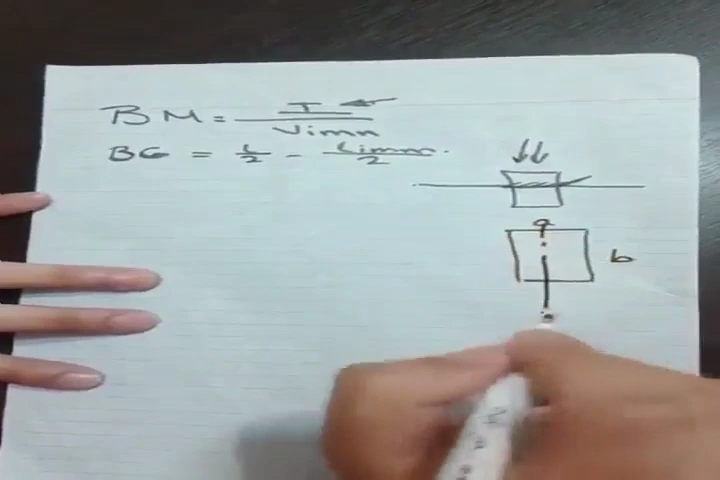 BM = I / Vimm
BG = L/2 - Limm/2
a
b